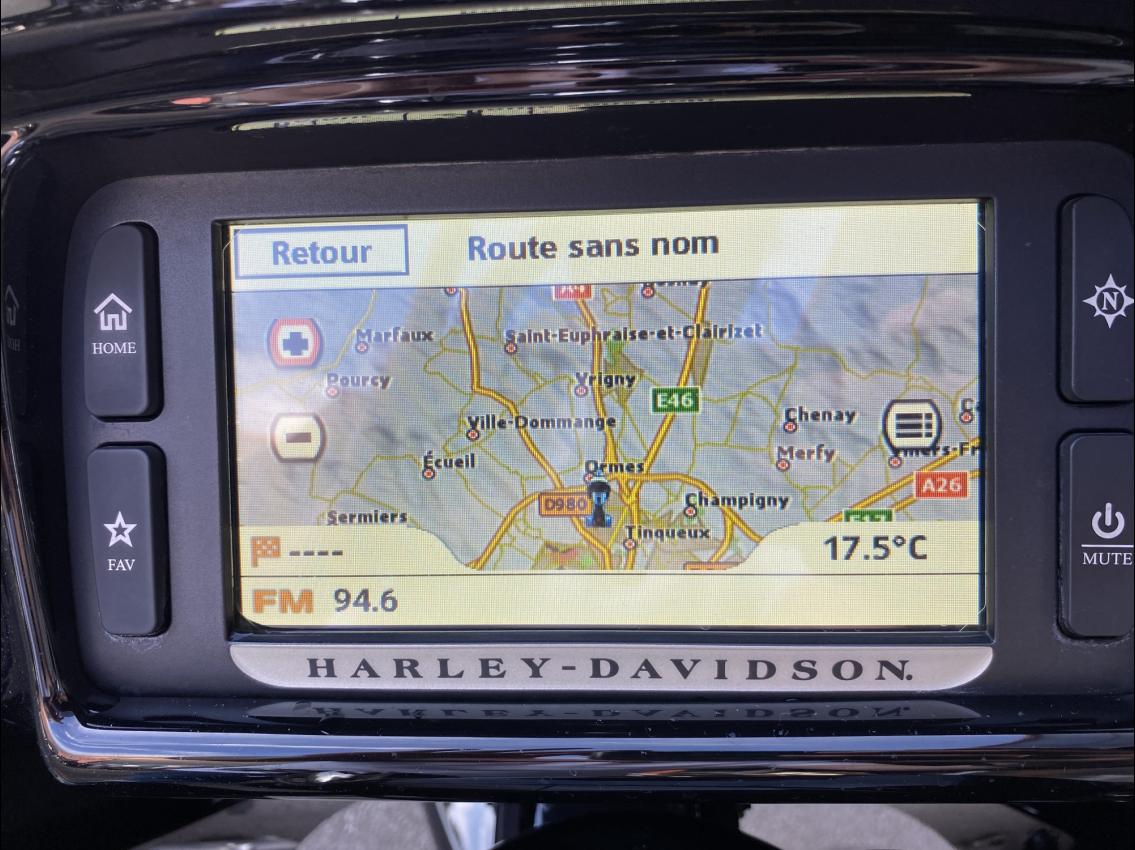 Retour
Route sans nom
Marfaux
Saint-Euphraise-et-Clairizet
Pourcy
Vrigny
E46
Ville-Dommange
Chenay
Écueil
Ormes
Merfy
A26
D980
Champigny
Sermiers
Tinqueux
----
17.5°C
FM 94.6
HOME
FAV
N
MUTE
HARLEY-DAVIDSON.